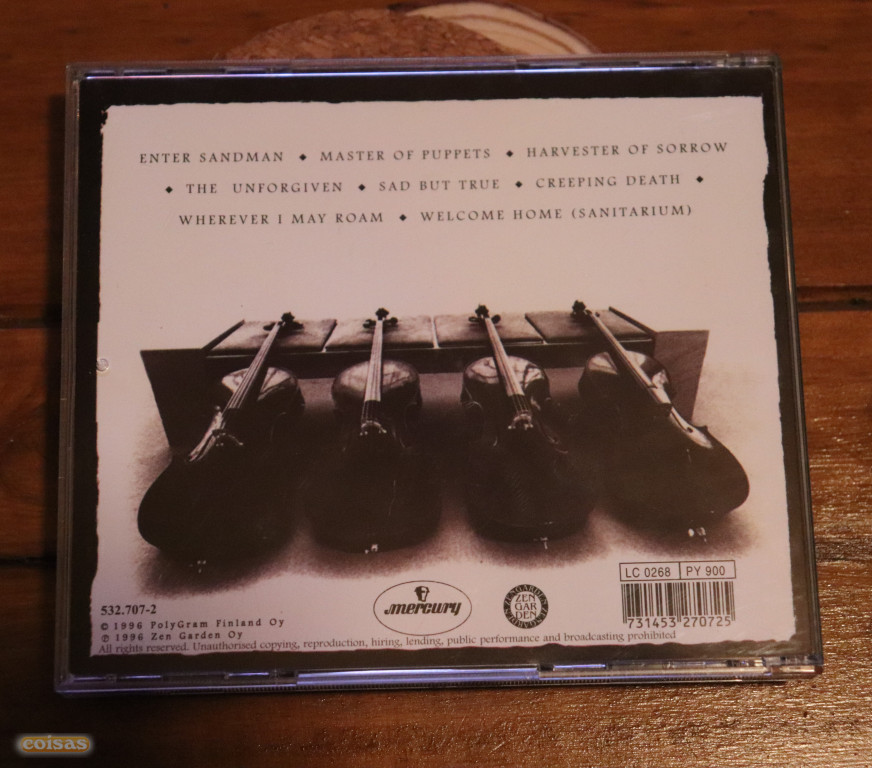 ENTER SANDMAN ◆ MASTER OF PUPPETS ◆ HARVESTER OF SORROW
◆ THE UNFORGIVEN ◆ SAD BUT TRUE ◆ CREEPING DEATH ◆
WHEREVER I MAY ROAM ◆ WELCOME HOME (SANITARIUM)
LC 0268 PY 900
731453 270725
532.707-2
© 1996 PolyGram Finland Oy
℗ 1996 Zen Garden Oy
All rights reserved. Unauthorised copying, reproduction, hiring, lending, public performance and broadcasting prohibited
mercury
ZEN
GAR
DEN
coisas